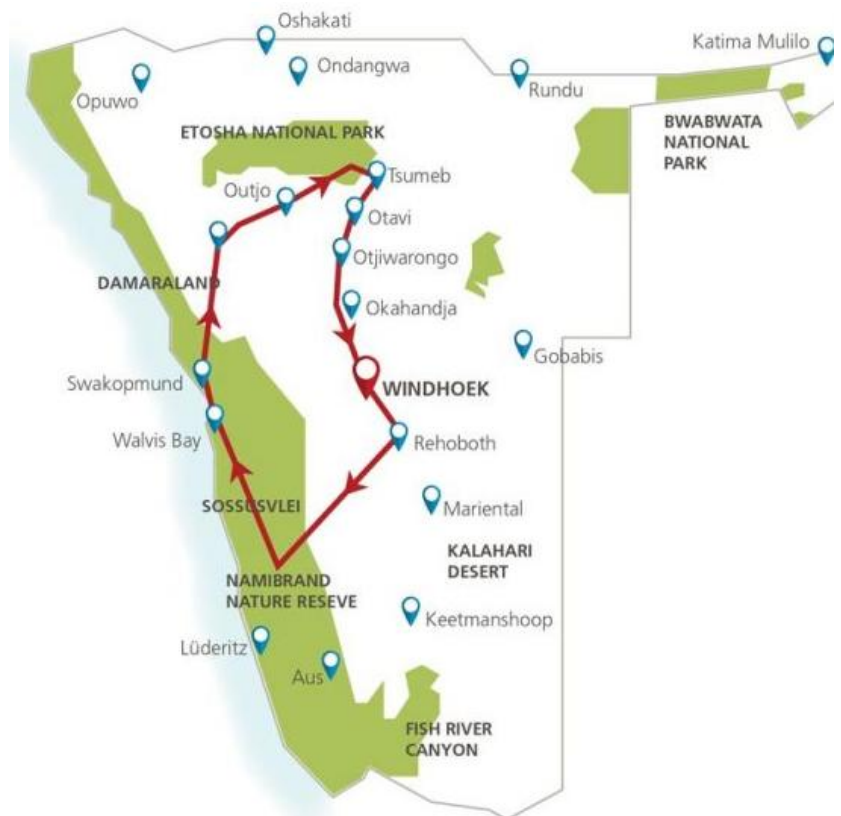 Oshakati
Katima Mulilo
Ondangwa
Opuwo
Rundu
ETOSHA NATIONAL PARK
BWABWATA
NATIONAL
PARK
Tsumeb
Outjo
Otavi
Otjiwarongo
DAMARALAND
Okahandja
Gobabis
Swakopmund
WINDHOEK
Walvis Bay
Rehoboth
SOSSUSVLEI
Mariental
KALAHARI
DESERT
NAMIBRAND
NATURE RESEVE
Keetmanshoop
Lüderitz
Aus
FISH RIVER
CANYON